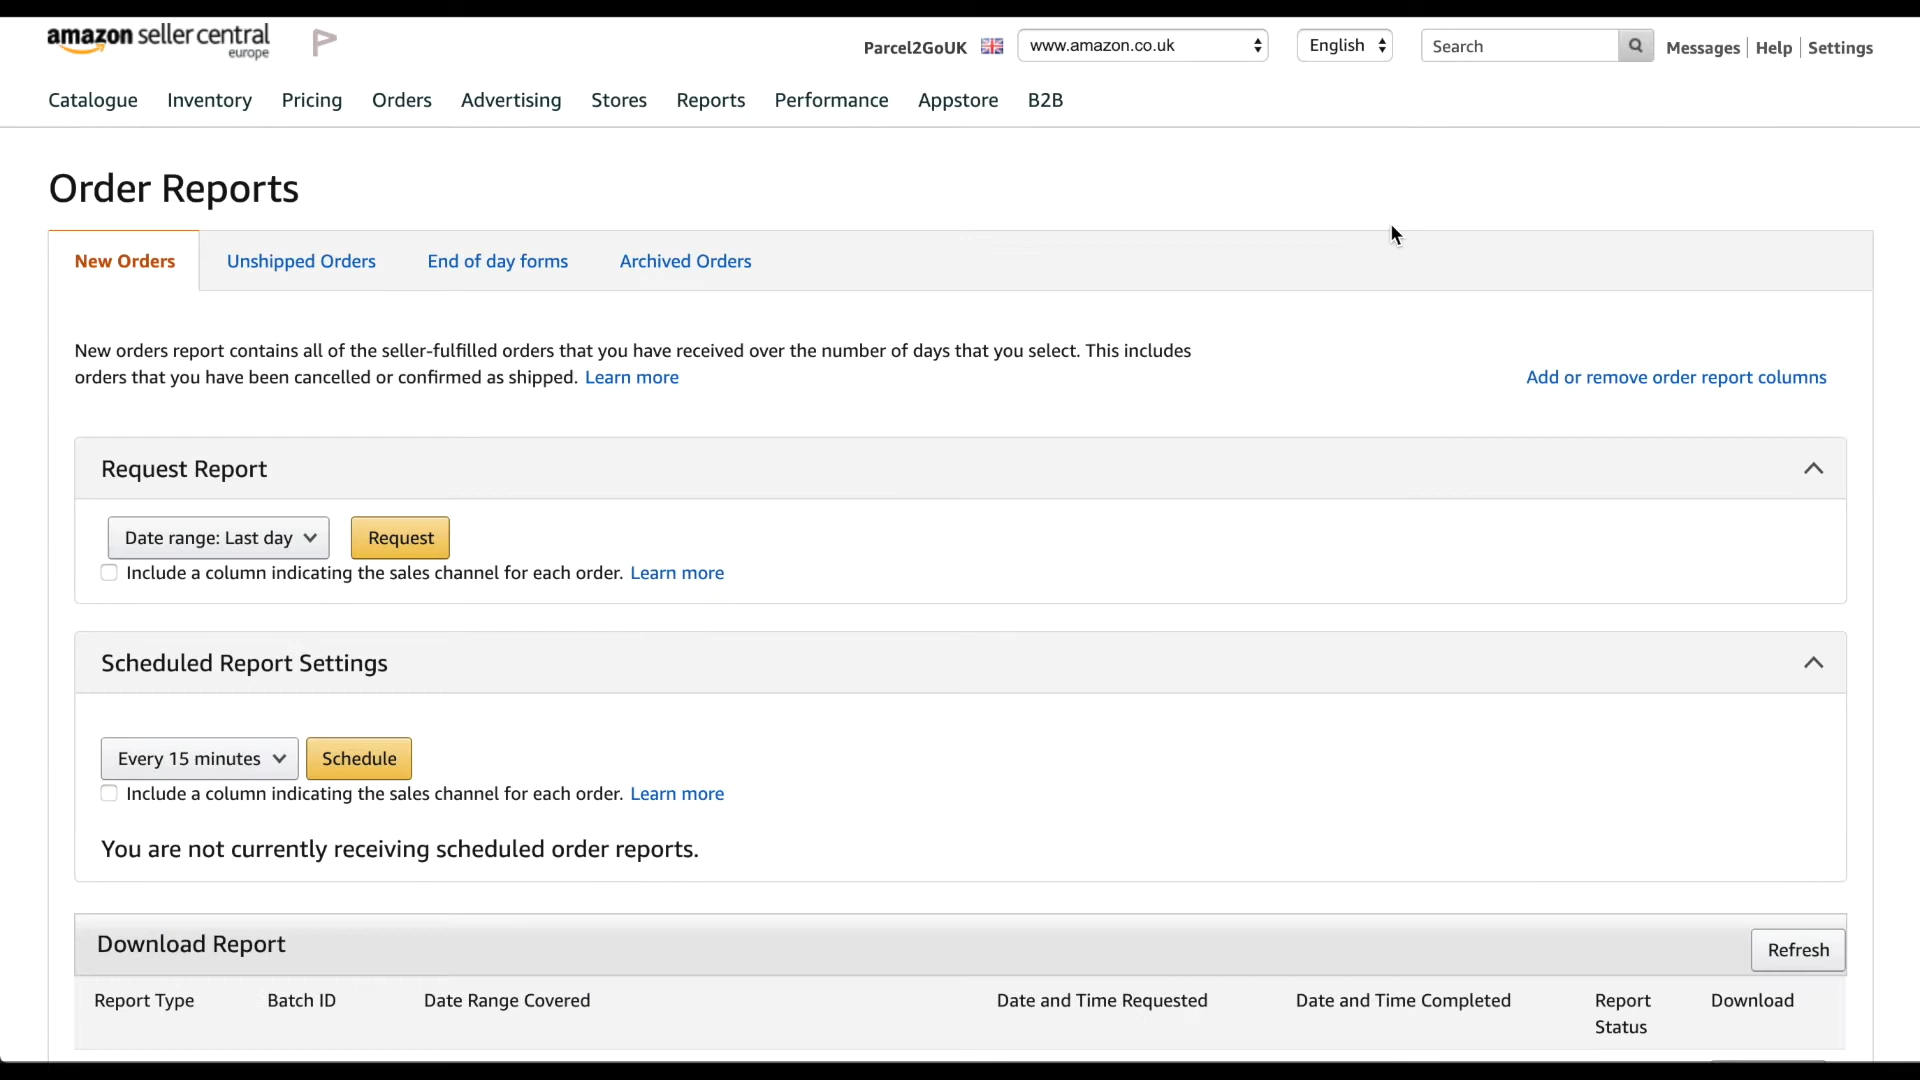 amazon seller central
europe
Parcel2GoUK
www.amazon.co.uk
English
Search
Messages
Help
Settings
Catalogue
Inventory
Pricing
Orders
Advertising
Stores
Reports
Performance
Appstore
B2B
Order Reports
New Orders
Unshipped Orders
End of day forms
Archived Orders
New orders report contains all of the seller-fulfilled orders that you have received over the number of days that you select. This includes
orders that you have been cancelled or confirmed as shipped. Learn more
Add or remove order report columns
Request Report
Date range: Last day
Request
Include a column indicating the sales channel for each order. Learn more
Scheduled Report Settings
Every 15 minutes
Schedule
Include a column indicating the sales channel for each order. Learn more
You are not currently receiving scheduled order reports.
Download Report
Refresh
Report Type
Batch ID
Date Range Covered
Date and Time Requested
Date and Time Completed
Report
Status
Download